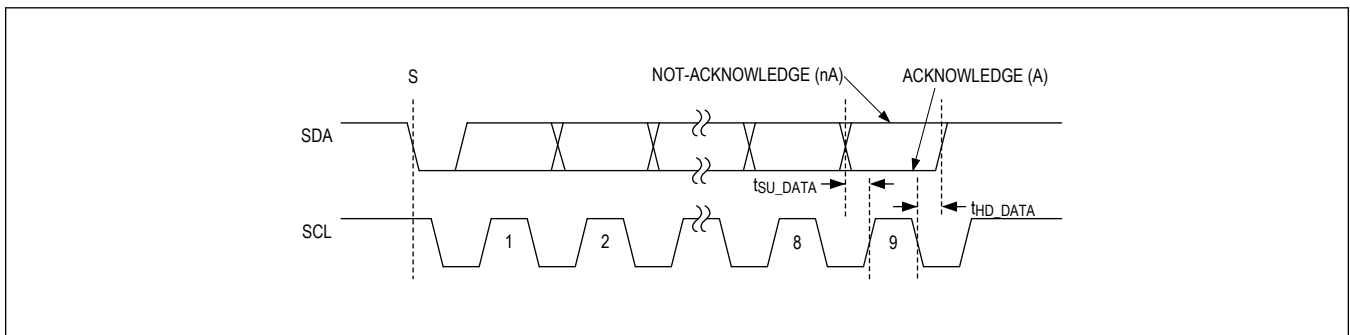 S
NOT-ACKNOWLEDGE (nA)
ACKNOWLEDGE (A)
SDA
tSU_DATA
tHD_DATA
SCL
1
2
8
9